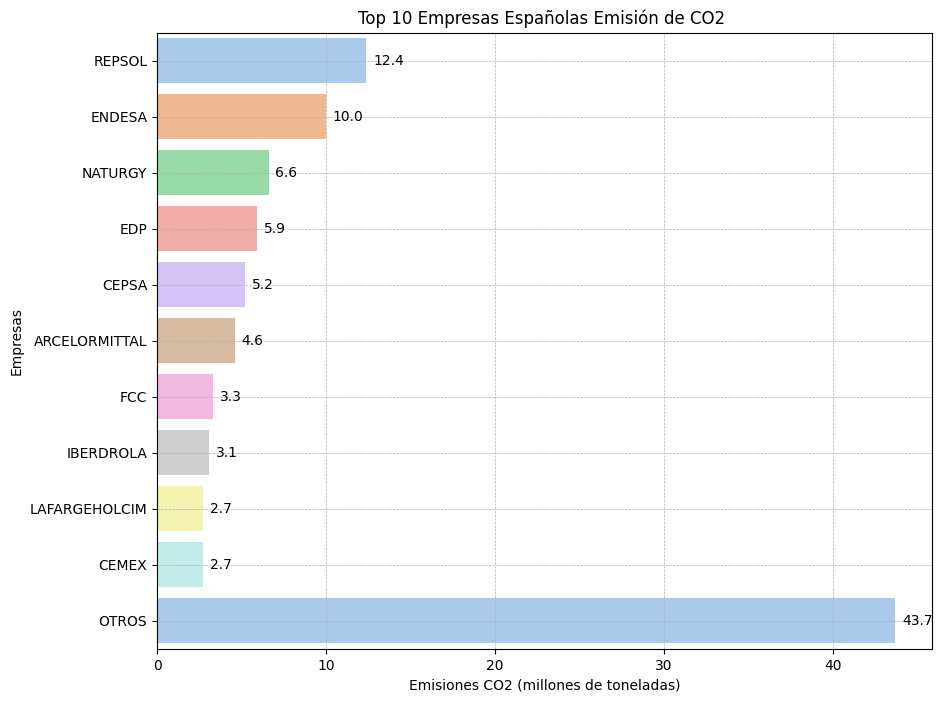 Top 10 Empresas Españolas Emisión de CO2
REPSOL 12.4
ENDESA 10.0
NATURGY 6.6
EDP 5.9
CEPSA 5.2
ARCELORMITTAL 4.6
FCC 3.3
IBERDROLA 3.1
LAFARGEHOLCIM 2.7
CEMEX 2.7
OTROS 43.7
Empresas
0 10 20 30 40
Emisiones CO2 (millones de toneladas)